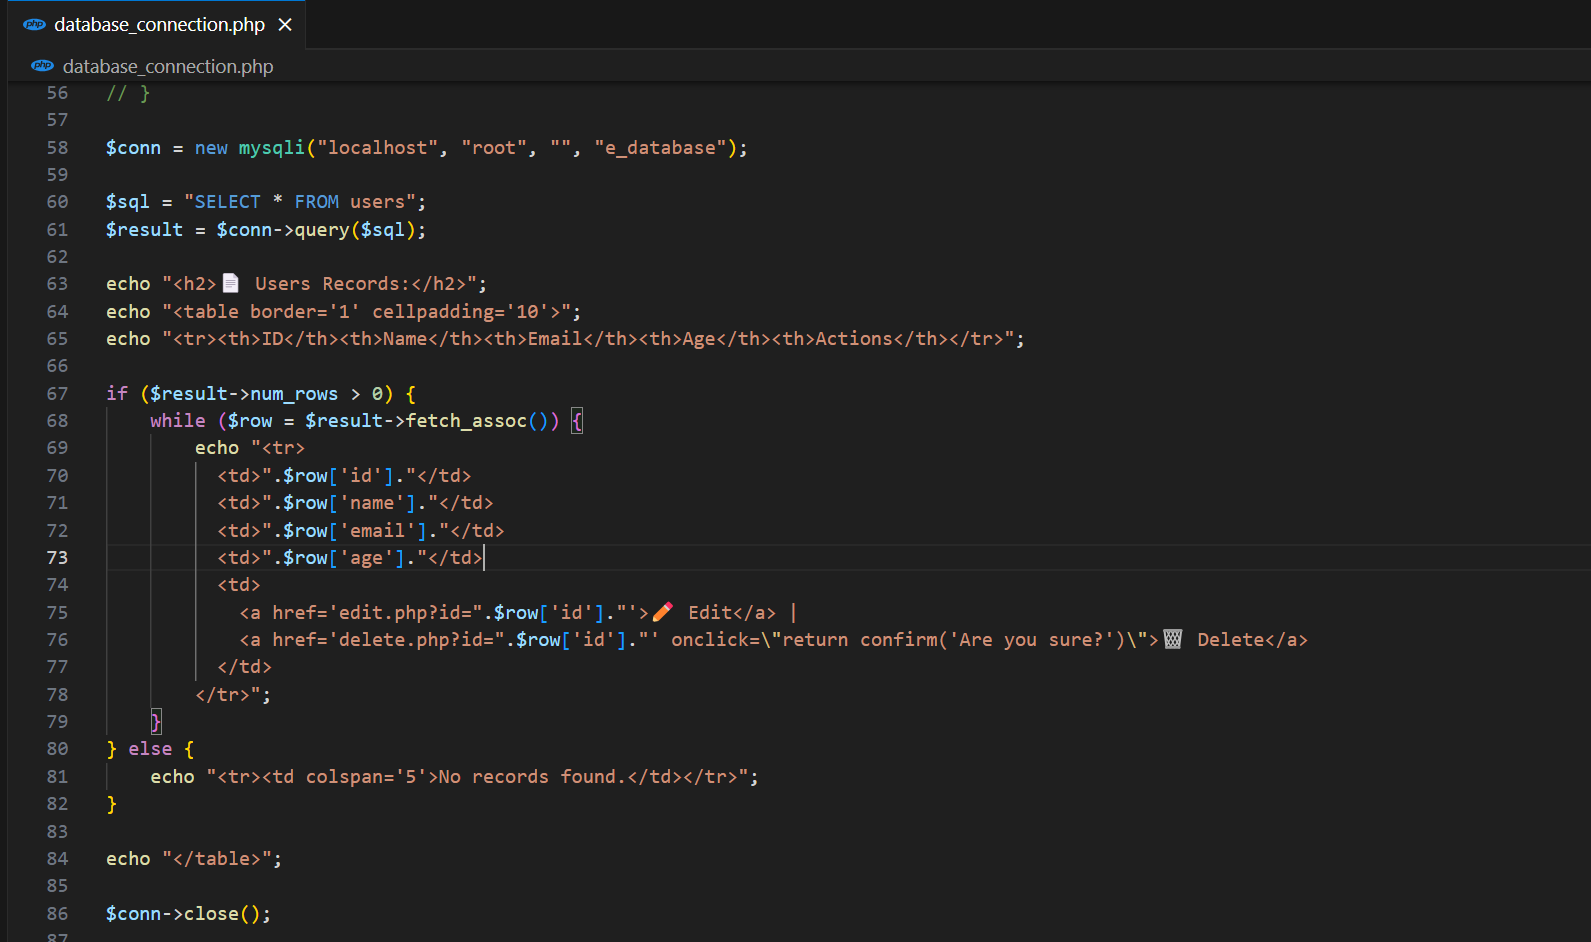 database_connection.php
database_connection.php
56 // }
57
58 $conn = new mysqli("localhost", "root", "", "e_database");
59
60 $sql = "SELECT * FROM users";
61 $result = $conn->query($sql);
62
63 echo "<h2>📄 Users Records:</h2>";
64 echo "<table border='1' cellpadding='10'>";
65 echo "<tr><th>ID</th><th>Name</th><th>Email</th><th>Age</th><th>Actions</th></tr>";
66
67 if ($result->num_rows > 0) {
68     while ($row = $result->fetch_assoc()) {
69         echo "<tr>
70           <td>".$row['id']."</td>
71           <td>".$row['name']."</td>
72           <td>".$row['email']."</td>
73           <td>".$row['age']."</td>
74           <td>
75             <a href='edit.php?id=".$row['id']."'>✏️ Edit</a> |
76             <a href='delete.php?id=".$row['id']."' onclick=\"return confirm('Are you sure?')\">🗑️ Delete</a>
77           </td>
78         </tr>";
79     }
80 } else {
81     echo "<tr><td colspan='5'>No records found.</td></tr>";
82 }
83
84 echo "</table>";
85
86 $conn->close();
87